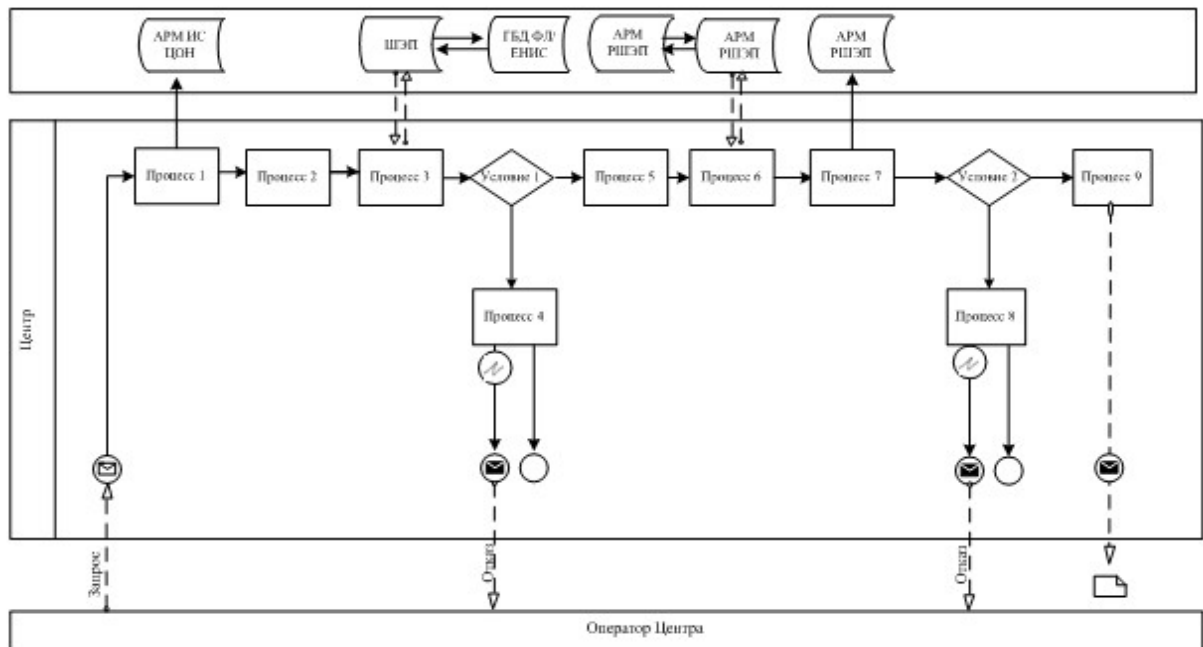 АРМ ИС
ЦОН
ШЭП
ГБД ФЛ/
ЕНИС
АРМ
РШЭП
АРМ
РШЭП
АРМ
РШЭП
Центр
Процесс 1
Процесс 2
Процесс 3
Условие 1
Процесс 5
Процесс 6
Процесс 7
Условие 2
Процесс 9
Процесс 4
Процесс 8
Запрос
Отказ
Отказ
Оператор Центра